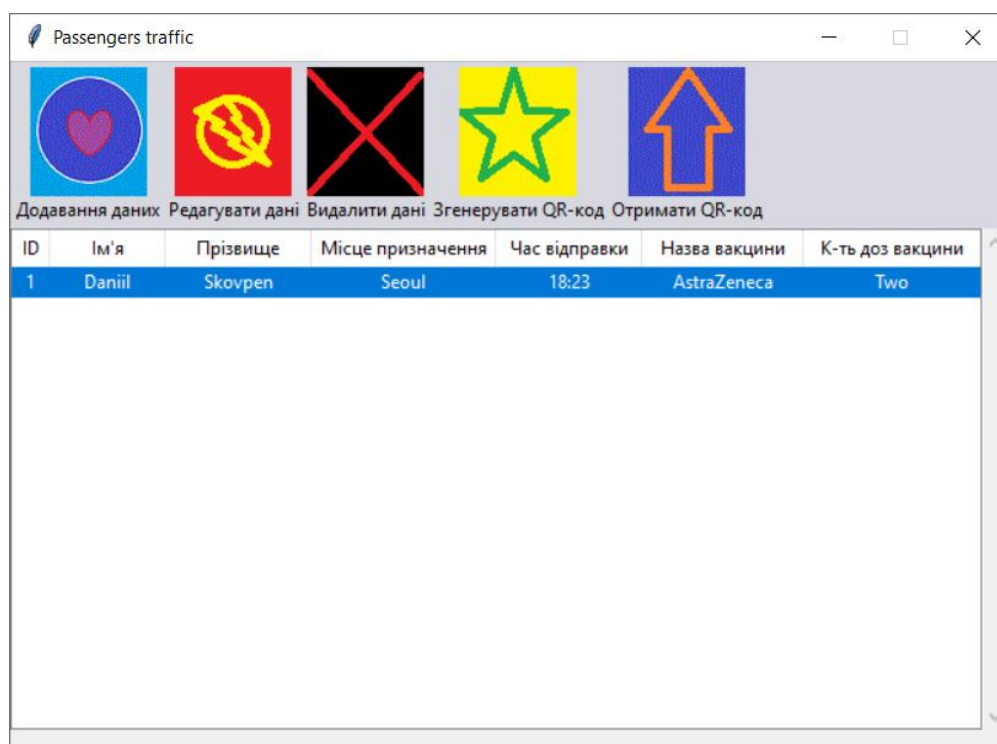 Passengers traffic
Додавання даних Редагувати дані Видалити дані Згенерувати QR-код Отримати QR-код
ID Ім'я Прізвище Місце призначення Час відправки Назва вакцини К-ть доз вакцини
1 Daniil Skovpen Seoul 18:23 AstraZeneca Two